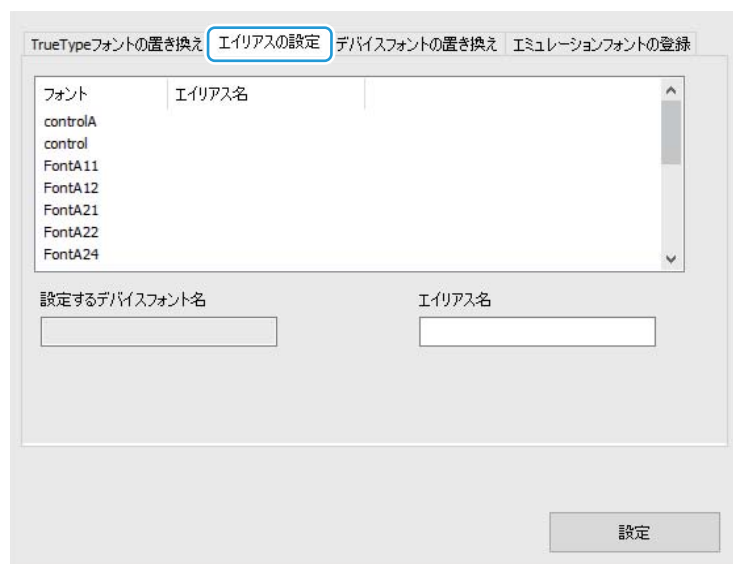 TrueTypeフォントの置き換え エイリアスの設定 デバイスフォントの置き換え エミュレーションフォントの登録
フォント エイリアス名
controlA
control
FontA11
FontA12
FontA21
FontA22
FontA24
設定するデバイスフォント名 エイリアス名
設定